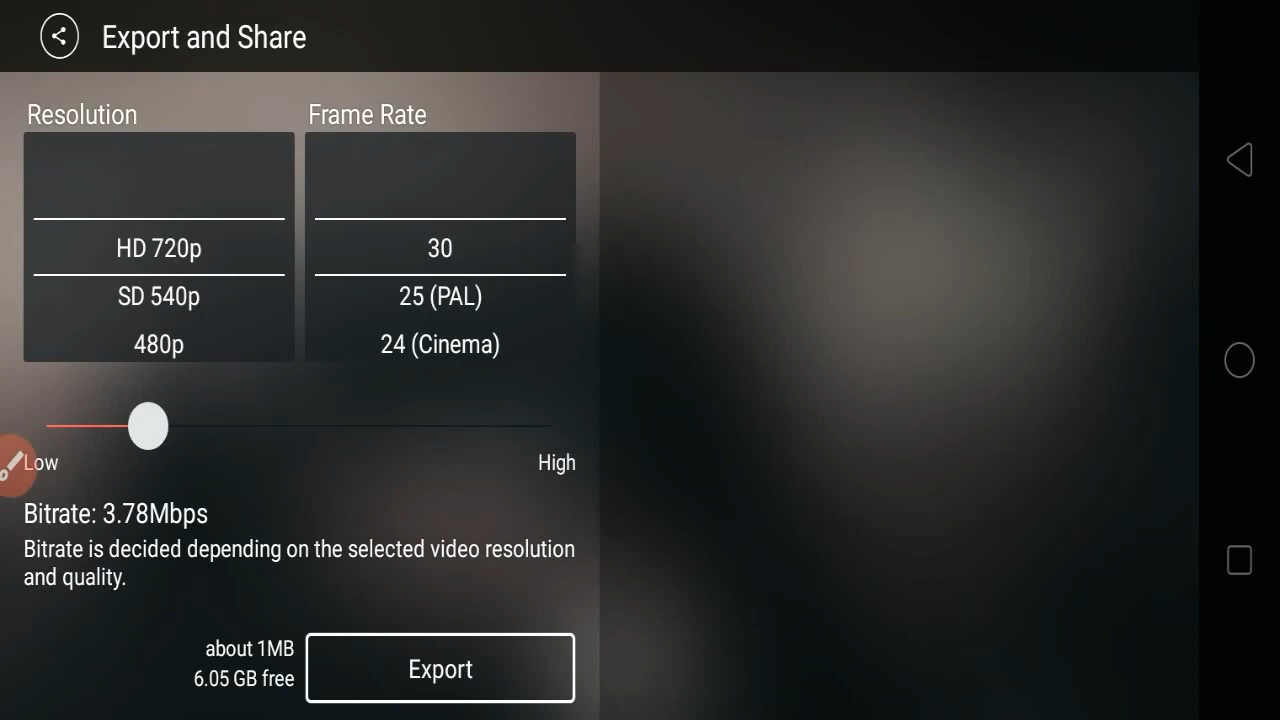 Export and Share
Resolution
Frame Rate
HD 720p
30
SD 540p
25 (PAL)
480p
24 (Cinema)
Low
High
Bitrate: 3.78Mbps
Bitrate is decided depending on the selected video resolution
and quality.
about 1MB
6.05 GB free
Export